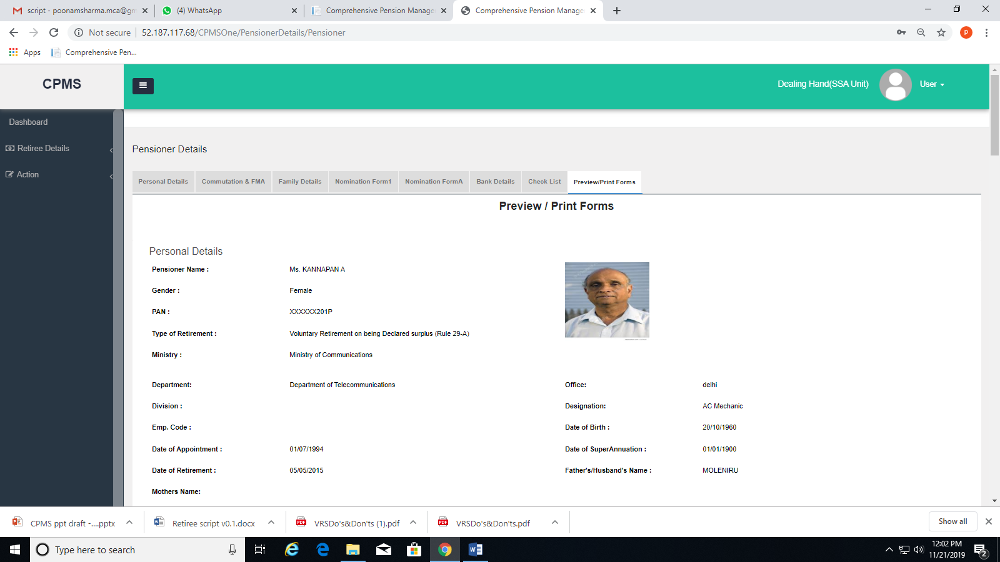 script - poonamsharma.mca@gm
(4) WhatsApp
Comprehensive Pension Manage
Comprehensive Pension Manage
Not secure
52.187.117.68/CPMSOne/PensionerDetails/Pensioner
P
Apps
Comprehensive Pen...
CPMS
Dealing Hand(SSA Unit)
User
Dashboard
Retiree Details
Action
Pensioner Details
Personal Details
Commutation & FMA
Family Details
Nomination Form1
Nomination FormA
Bank Details
Check List
Preview/Print Forms
Preview / Print Forms
Personal Details
Pensioner Name : Ms. KANNAPAN A
Gender : Female
PAN : XXXXXX201P
Type of Retirement : Voluntary Retirement on being Declared surplus (Rule 29-A)
Ministry : Ministry of Communications
Department: Department of Telecommunications Office: delhi
Division : Designation: AC Mechanic
Emp. Code : Date of Birth : 20/10/1960
Date of Appointment : 01/07/1994 Date of SuperAnnuation : 01/01/1900
Date of Retirement : 05/05/2015 Father's/Husband's Name : MOLENIRU
Mothers Name:
CPMS ppt draft -....pptx
Retiree script v0.1.docx
PDF
VRSDo's&Don'ts (1).pdf
PDF
VRSDo's&Don'ts.pdf
Show all
Type here to search
12:02 PM
11/21/2019
2